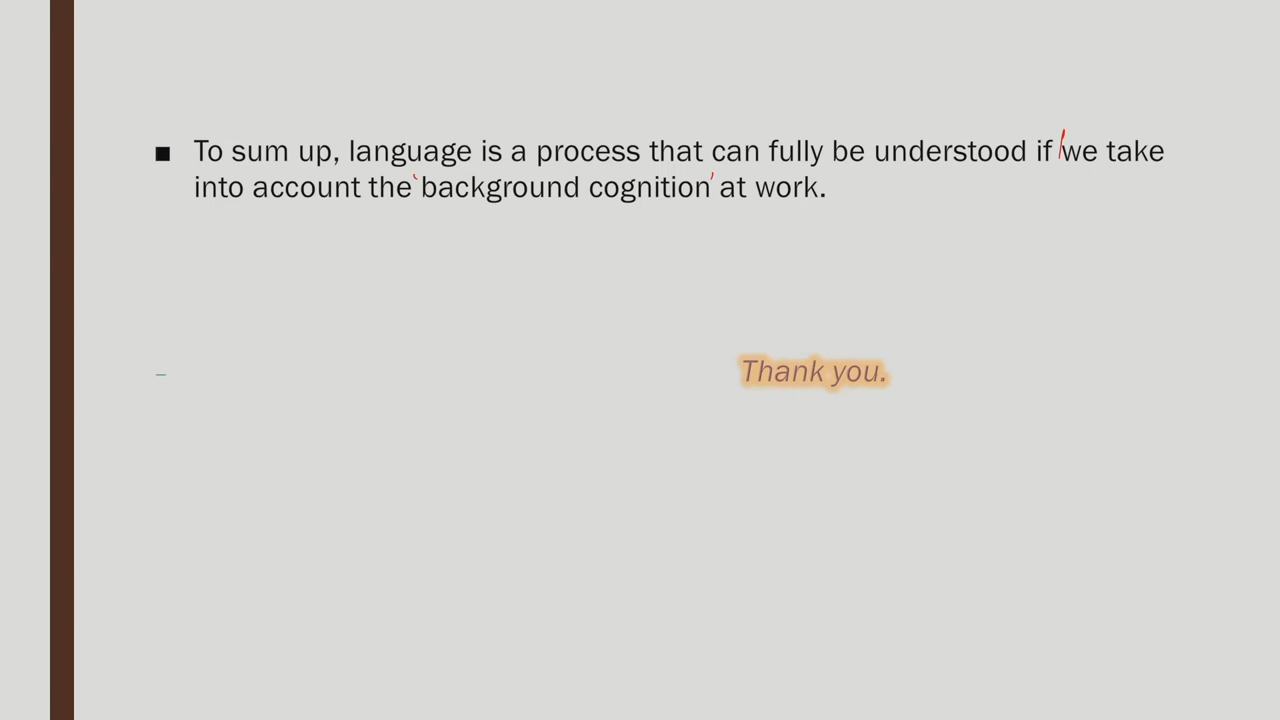 ■ To sum up, language is a process that can fully be understood if we take
into account the ‘background cognition’ at work.
– Thank you.